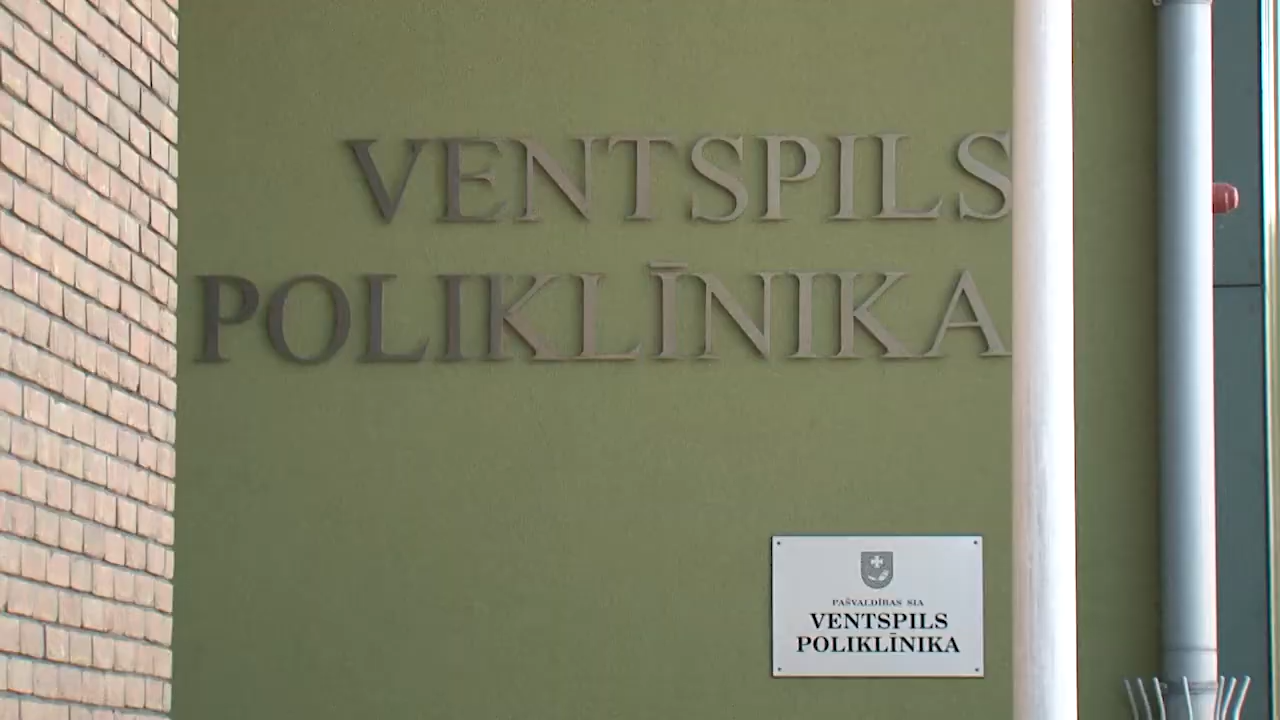 VENTSPILS
POLIKLĪNIKA
PAŠVALDĪBAS SIA
VENTSPILS
POLIKLĪNIKA